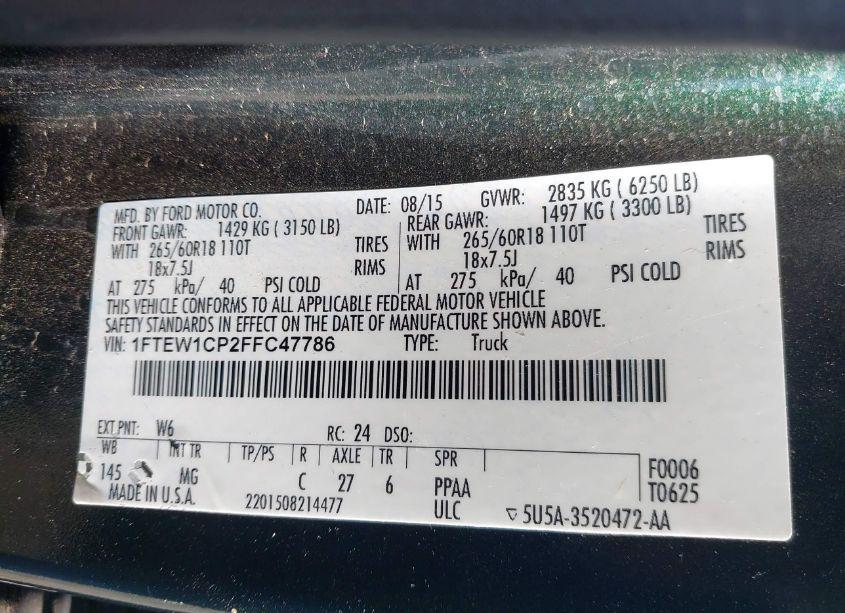 MFD. BY FORD MOTOR CO. DATE: 08/15 GVWR: 2835 KG ( 6250 LB)
FRONT GAWR: 1429 KG ( 3150 LB) REAR GAWR: 1497 KG ( 3300 LB)
WITH 265/60R18 110T TIRES WITH 265/60R18 110T TIRES
18x7.5J RIMS 18x7.5J RIMS
AT 275 kPa/ 40 PSI COLD AT 275 kPa/ 40 PSI COLD
THIS VEHICLE CONFORMS TO ALL APPLICABLE FEDERAL MOTOR VEHICLE
SAFETY STANDARDS IN EFFECT ON THE DATE OF MANUFACTURE SHOWN ABOVE.
VIN: 1FTEW1CP2FFC47786 TYPE: Truck
EXT PNT: W6 RC: 24 DSO:
WB INT TR TP/PS R AXLE TR SPR
145 MG C 27 6 PPAA F0006
MADE IN U.S.A. 2201508214477 ULC T0625
▽ 5U5A-3520472-AA